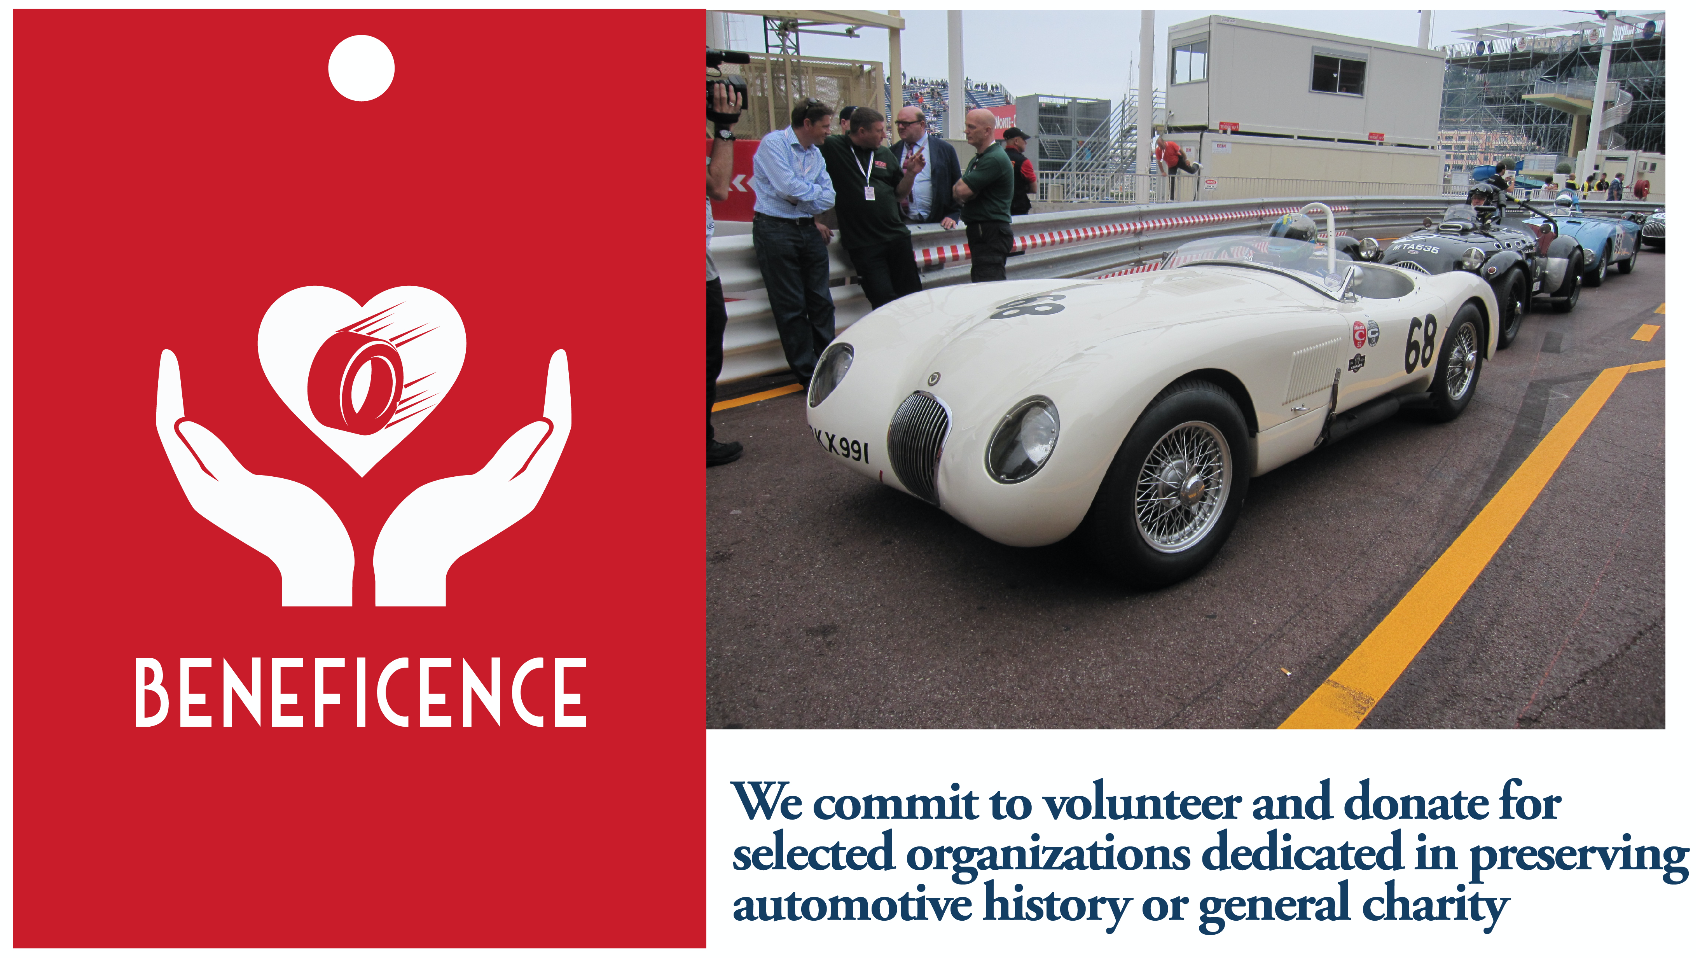 BENEFICENCE
68
68
KX991
We commit to volunteer and donate for
selected organizations dedicated in preserving
automotive history or general charity